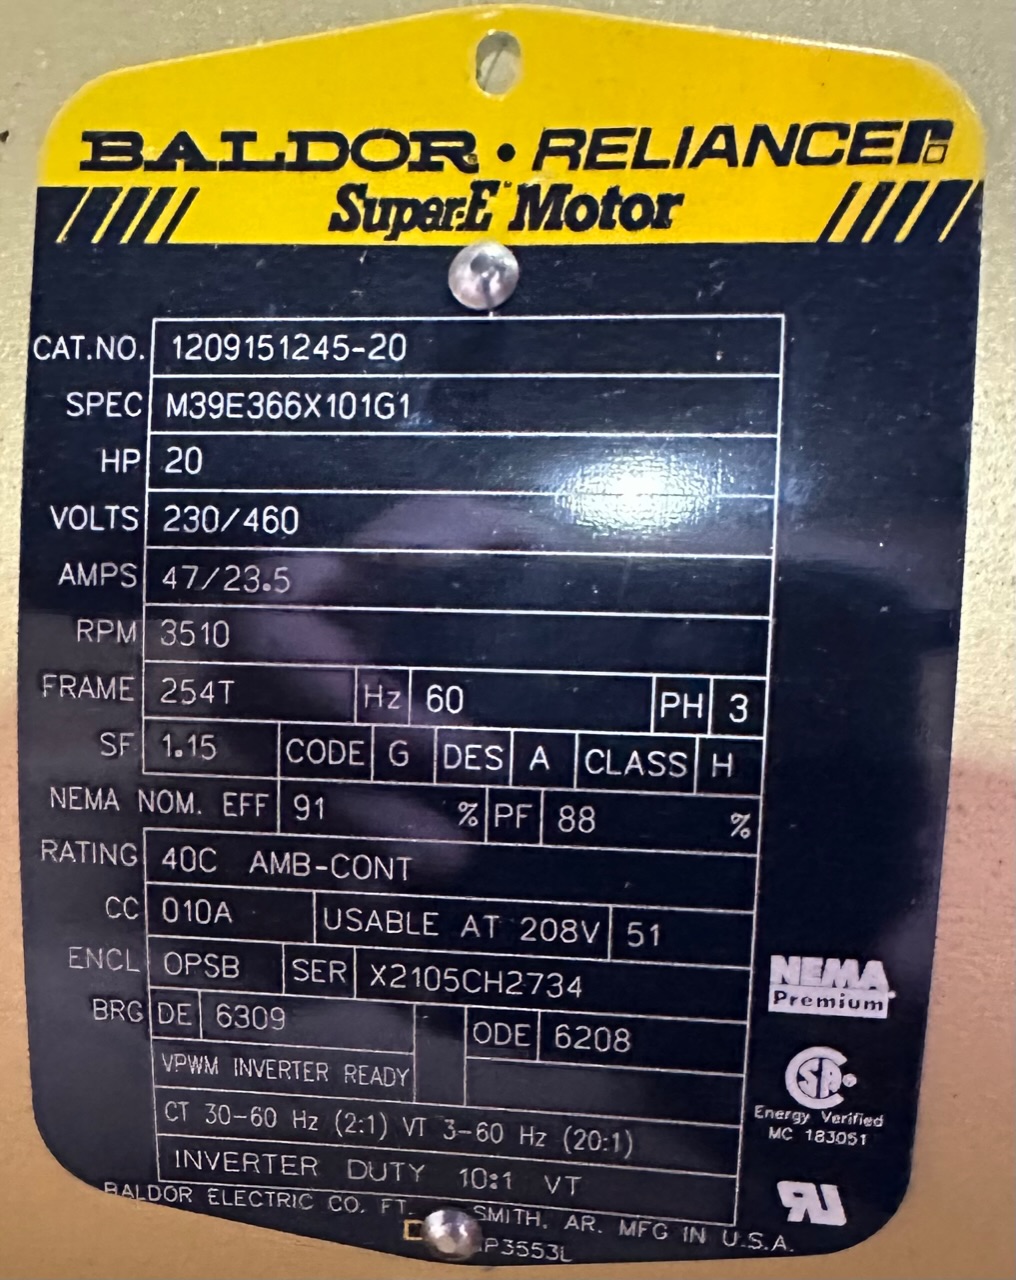 BALDOR • RELIANCE
Super-E™ Motor
CAT.NO. 1209151245-20
SPEC M39E366X101G1
HP 20
VOLTS 230/460
AMPS 47/23.5
RPM 3510
FRAME 254T Hz 60 PH 3
SF 1.15 CODE G DES A CLASS H
NEMA NOM. EFF 91 % PF 88 %
RATING 40C AMB-CONT
CC 010A USABLE AT 208V 51
ENCL OPSB SER X2105CH2734
BRG DE 6309 ODE 6208
VPWM INVERTER READY
CT 30-60 Hz (2:1) VT 3-60 Hz (20:1)
INVERTER DUTY 10:1 VT
BALDOR ELECTRIC CO. FT. SMITH. AR. MFG IN U.S.A.
P3553L
NEMA
Premium
Energy Verified
MC 183051